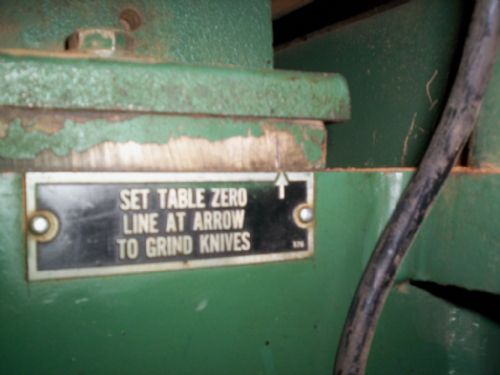 SET TABLE ZERO
LINE AT ARROW
TO GRIND KNIVES